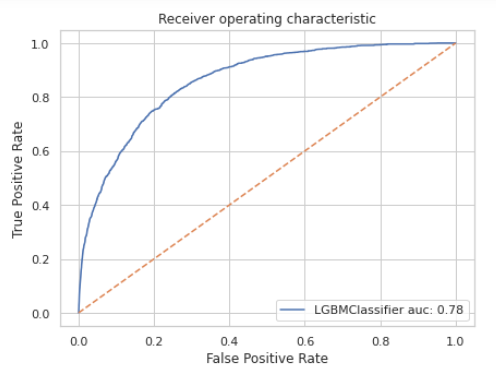 Receiver operating characteristic
1.0
0.8
0.6
0.4
0.2
0.0
True Positive Rate
LGBMClassifier auc: 0.78
0.0 0.2 0.4 0.6 0.8 1.0
False Positive Rate